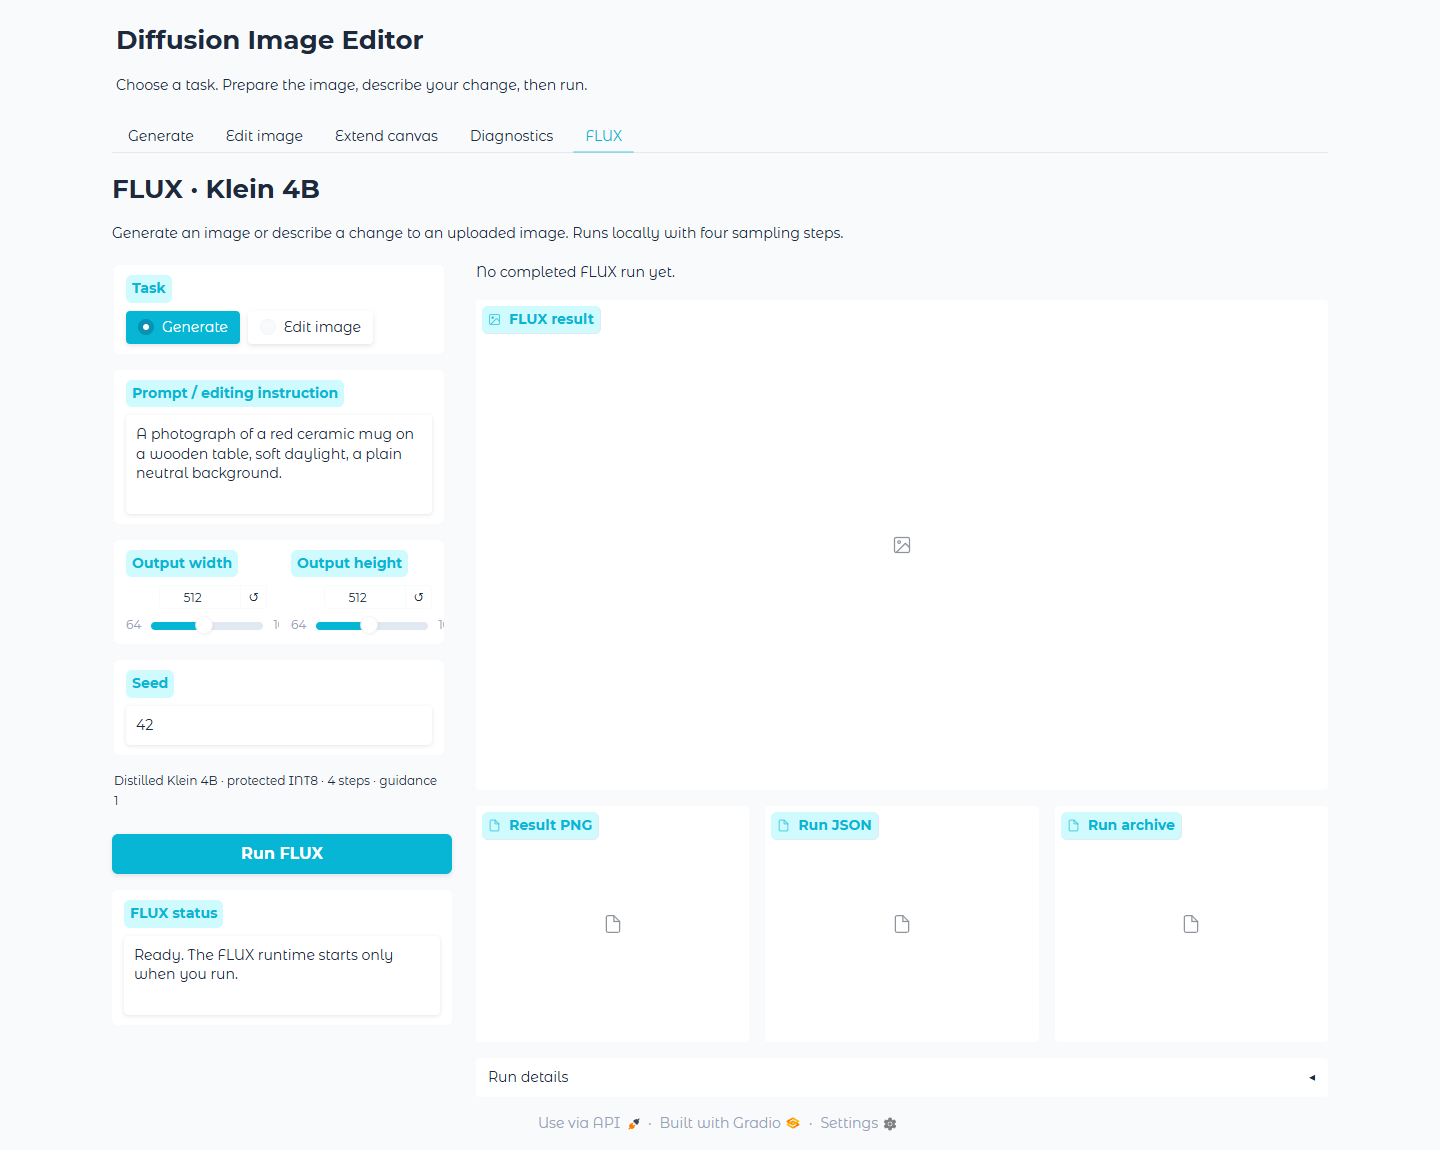 Diffusion Image Editor
Choose a task. Prepare the image, describe your change, then run.
Generate Edit image Extend canvas Diagnostics FLUX
FLUX · Klein 4B
Generate an image or describe a change to an uploaded image. Runs locally with four sampling steps.
Task
Generate Edit image
Prompt / editing instruction
A photograph of a red ceramic mug on
a wooden table, soft daylight, a plain
neutral background.
Output width Output height
512 ↺ 512 ↺
64 64
Seed
42
Distilled Klein 4B · protected INT8 · 4 steps · guidance
1
Run FLUX
FLUX status
Ready. The FLUX runtime starts only
when you run.
No completed FLUX run yet.
FLUX result
Result PNG Run JSON Run archive
Run details
Use via API · Built with Gradio · Settings